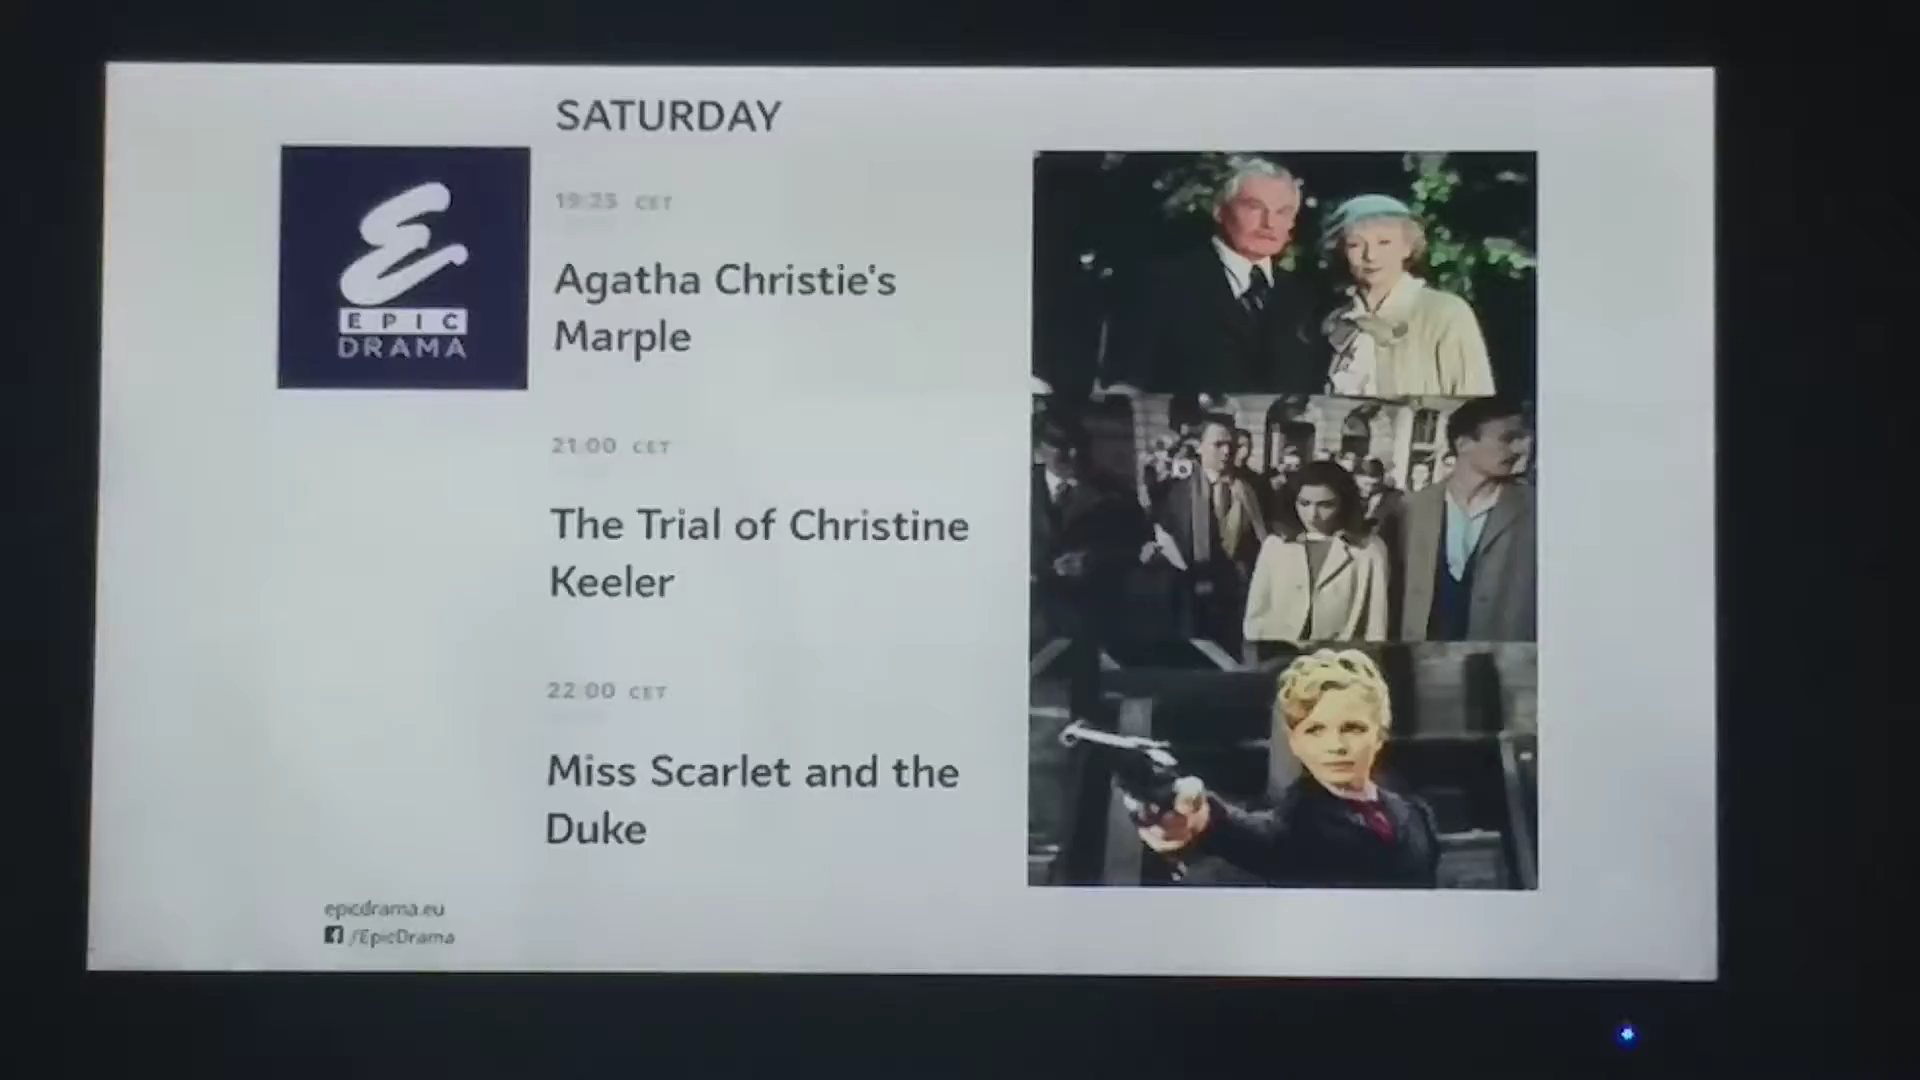 SATURDAY
EPIC
DRAMA
19:25 CET
Agatha Christie's
Marple
21:00 CET
The Trial of Christine
Keeler
22:00 CET
Miss Scarlet and the
Duke
epicdrama.eu
/EpicDrama